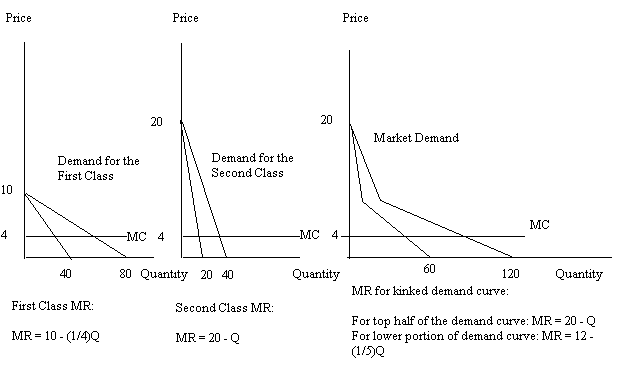 Price
Price
Price
20
20
Market Demand
Demand for the
First Class
Demand for the
Second Class
10
4
MC
4
MC
4
MC
40
80
Quantity
20
40
Quantity
60
120
Quantity
First Class MR:
MR = 10 - (1/4)Q
Second Class MR:
MR = 20 - Q
MR for kinked demand curve:
For top half of the demand curve: MR = 20 - Q
For lower portion of demand curve: MR = 12 -
(1/5)Q